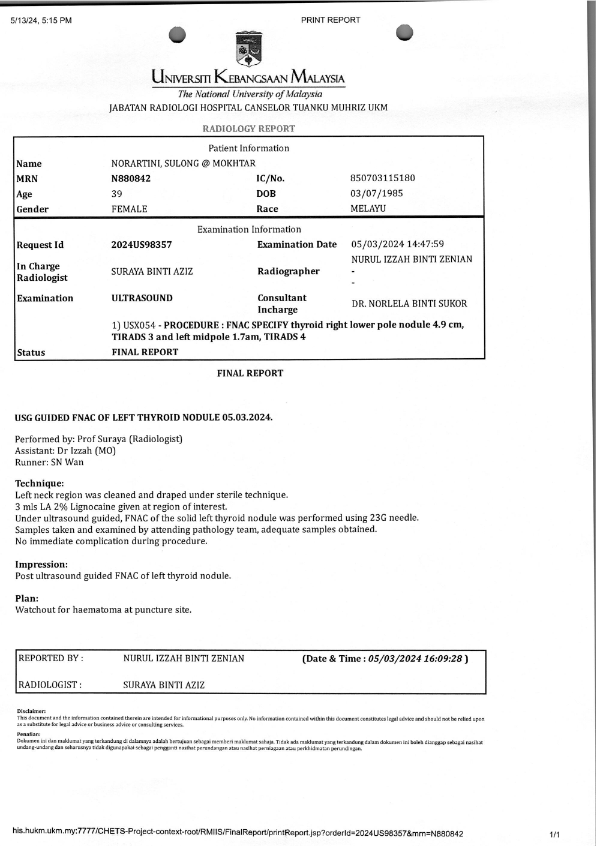 5/13/24, 5:15 PM PRINT REPORT
UNIVERSITI KEBANGSAAN MALAYSIA
The National University of Malaysia
JABATAN RADIOLOGI HOSPITAL CANSELOR TUANKU MUHRIZ UKM
RADIOLOGY REPORT
Patient Information
Name NORARTINI, SULONG @ MOKHTAR
MRN N880842 IC/No. 850703115180
Age 39 DOB 03/07/1985
Gender FEMALE Race MELAYU
Examination Information
Request Id 2024US98357 Examination Date 05/03/2024 14:47:59
In Charge Radiologist SURAYA BINTI AZIZ Radiographer NURUL IZZAH BINTI ZENIAN
-
-
Examination ULTRASOUND Consultant Incharge DR. NORLELA BINTI SUKOR
1) USX054 - PROCEDURE : FNAC SPECIFY thyroid right lower pole nodule 4.9 cm,
TIRADS 3 and left midpole 1.7am, TIRADS 4
Status FINAL REPORT
FINAL REPORT
USG GUIDED FNAC OF LEFT THYROID NODULE 05.03.2024.
Performed by: Prof Suraya (Radiologist)
Assistant: Dr Izzah (MO)
Runner: SN Wan
Technique:
Left neck region was cleaned and draped under sterile technique.
3 mls LA 2% Lignocaine given at region of interest.
Under ultrasound guided, FNAC of the solid left thyroid nodule was performed using 23G needle.
Samples taken and examined by attending pathology team, adequate samples obtained.
No immediate complication during procedure.
Impression:
Post ultrasound guided FNAC of left thyroid nodule.
Plan:
Watchout for haematoma at puncture site.
REPORTED BY : NURUL IZZAH BINTI ZENIAN (Date & Time : 05/03/2024 16:09:28 )
RADIOLOGIST : SURAYA BINTI AZIZ
Disclaimer:
This document and the information contained therein are intended for informational purposes only. No information contained within this document constitutes legal advice and should not be relied upon
as a substitute for legal advice or business advice or consulting services.
Penafian:
Dokumen ini dan maklumat yang terkandung di dalamnya adalah bertujuan sebagai memberi maklumat sahaja. Tidak ada maklumat yang terkandung dalam dokumen ini boleh dianggap sebagai nasihat
undang-undang dan seharusnya tidak digunapakai sebagai pengganti nasihat perundangan atau nasihat perniagaan atau perkhidmatan perundingan.
his.hukm.ukm.my:7777/CHETS-Project-context-root/RMIIS/FinalReport/printReport.jsp?orderId=2024US98357&mrn=N880842 1/1